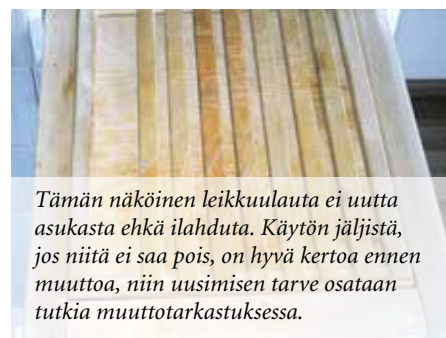 Tämän näköinen leikkuulauta ei uutta
asukasta ehkä ilahduta. Käytön jäljistä,
jos niitä ei saa pois, on hyvä kertoa ennen
muuttoa, niin uusimisen tarve osataan
tutkia muuttotarkastuksessa.